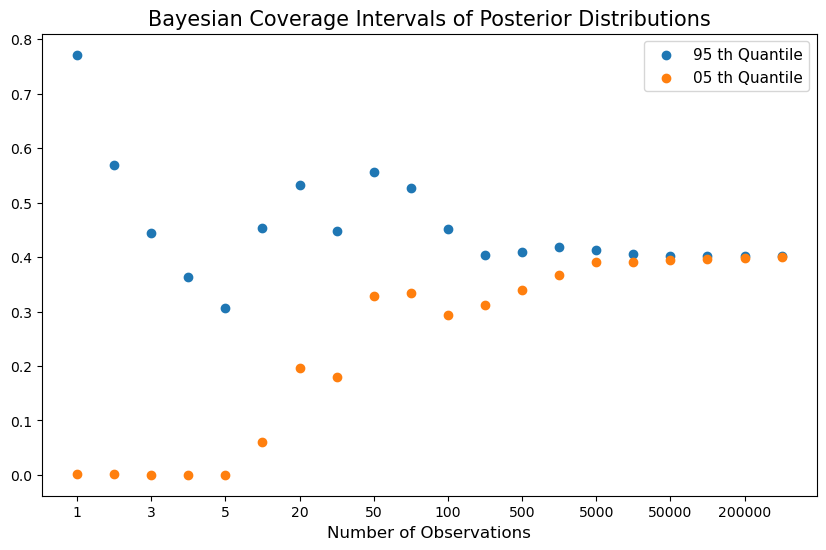 Bayesian Coverage Intervals of Posterior Distributions
95 th Quantile
05 th Quantile
0.8
0.7
0.6
0.5
0.4
0.3
0.2
0.1
0.0
1 3 5 20 50 100 500 5000 50000 200000
Number of Observations